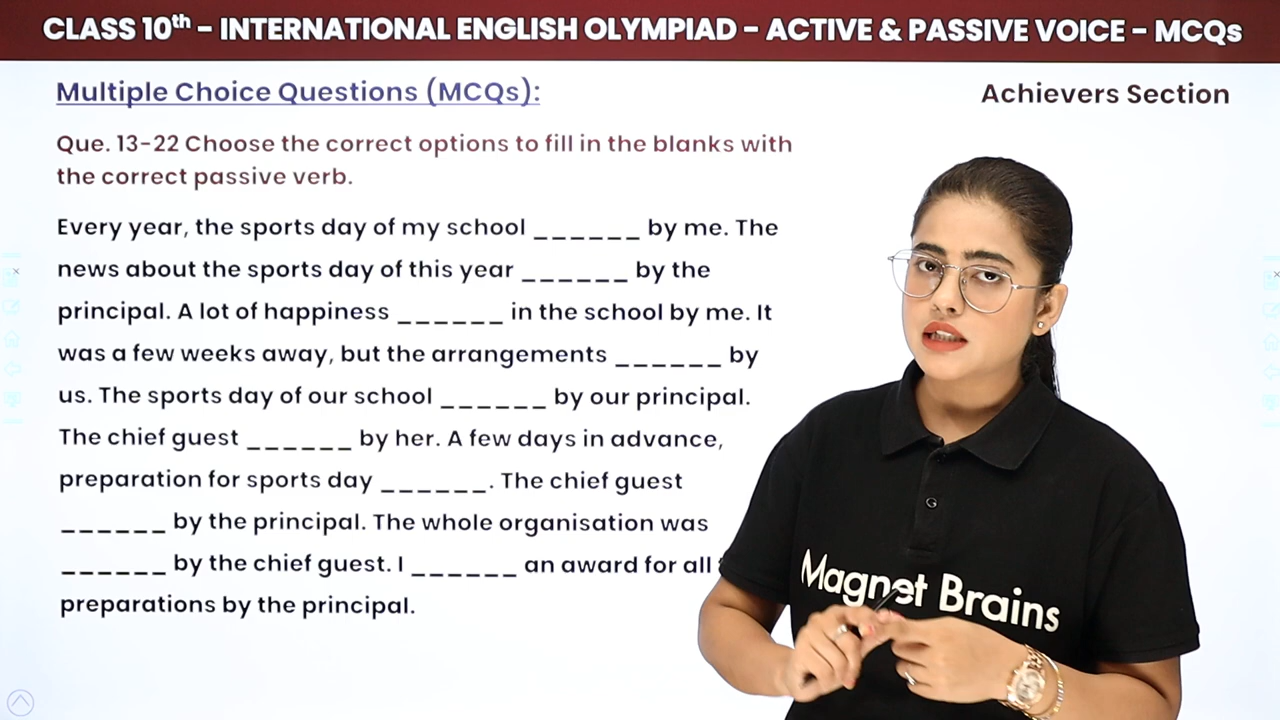 CLASS 10th - INTERNATIONAL ENGLISH OLYMPIAD - ACTIVE & PASSIVE VOICE - MCQs
Multiple Choice Questions (MCQs):
Achievers Section
Que. 13-22 Choose the correct options to fill in the blanks with
the correct passive verb.
Every year, the sports day of my school ______ by me. The
news about the sports day of this year ______ by the
principal. A lot of happiness ______ in the school by me. It
was a few weeks away, but the arrangements ______ by
us. The sports day of our school ______ by our principal.
The chief guest ______ by her. A few days in advance,
preparation for sports day ______. The chief guest
______ by the principal. The whole organisation was
______ by the chief guest. I ______ an award for all
preparations by the principal.
Magnet Brains